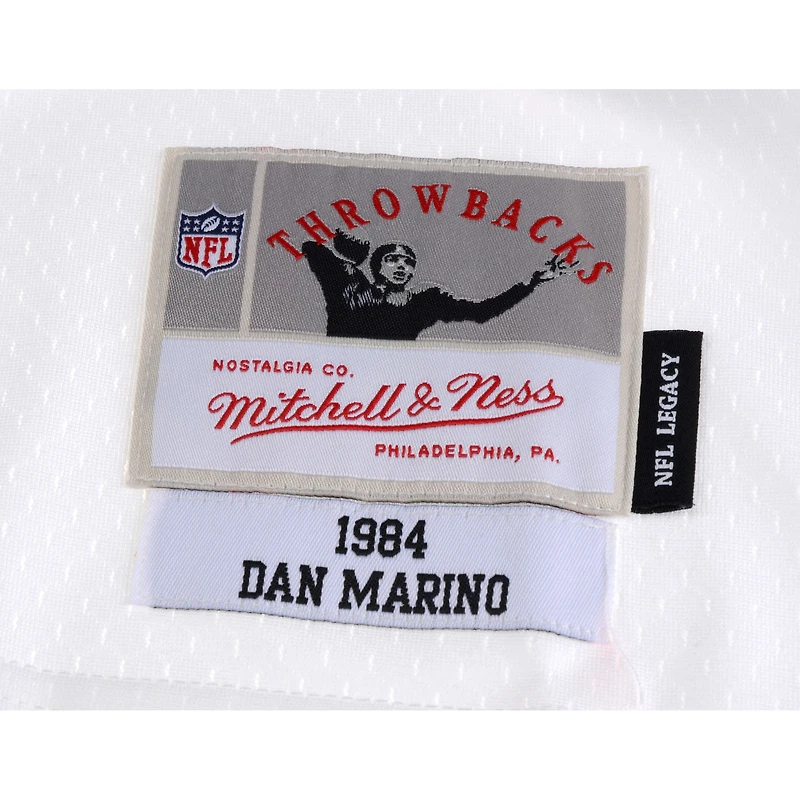 THROWBACKS
NFL
NOSTALGIA CO.
Mitchell & Ness
PHILADELPHIA, PA.
NFL LEGACY
1984
DAN MARINO